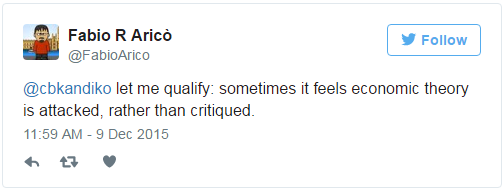 Fabio R Aricò
@FabioArico
Follow
@cbkandiko let me qualify: sometimes it feels economic theory
is attacked, rather than critiqued.
11:59 AM - 9 Dec 2015